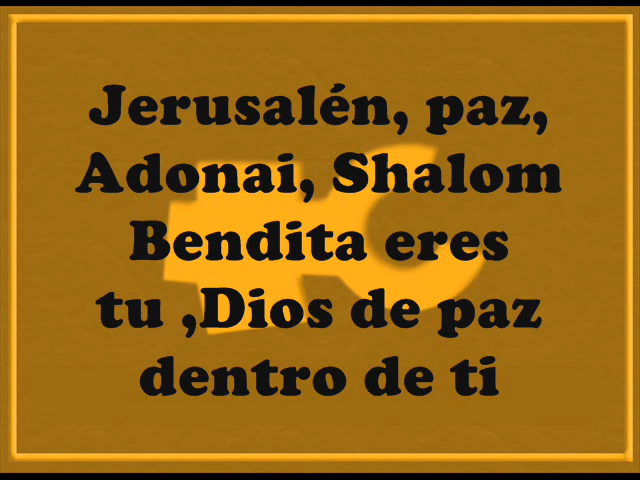 Jerusalén, paz,
Adonai, Shalom
Bendita eres
tu ,Dios de paz
dentro de ti